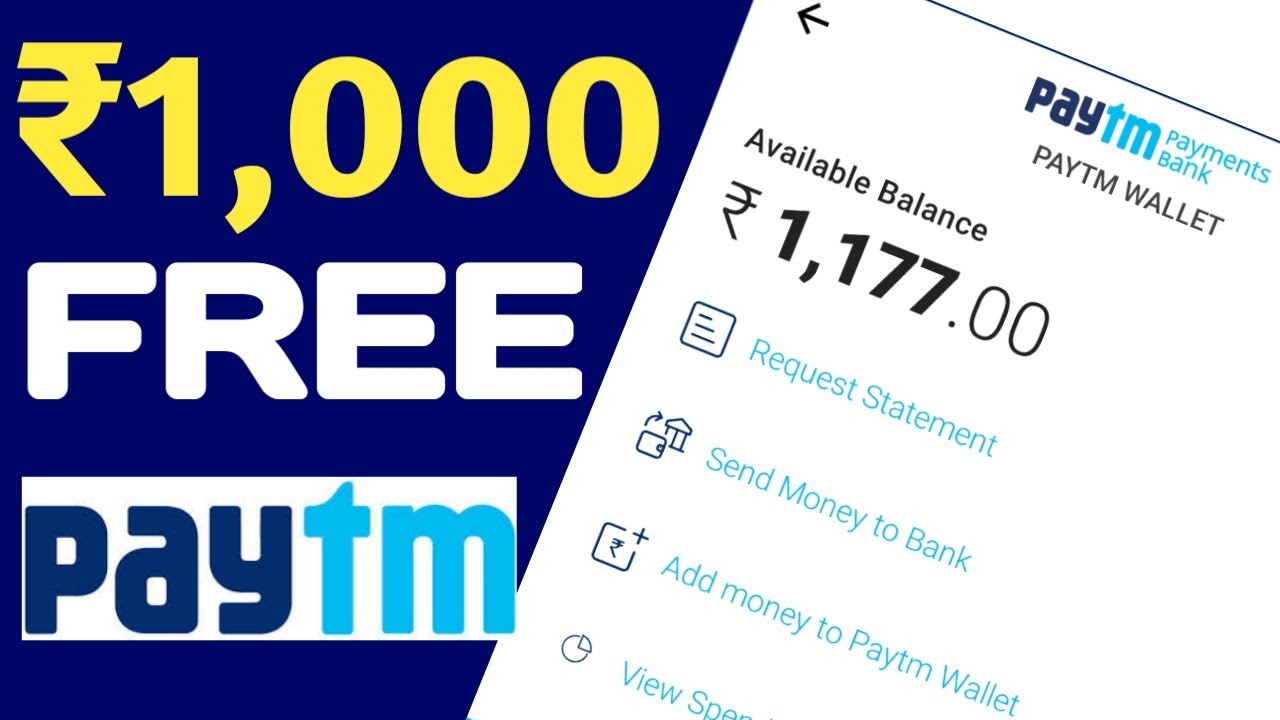 ₹1,000
FREE
paytm
paytm Payments
Bank
PAYTM WALLET
Available Balance
₹ 1,177.00
Request Statement
Send Money to Bank
Add money to Paytm Wallet
View